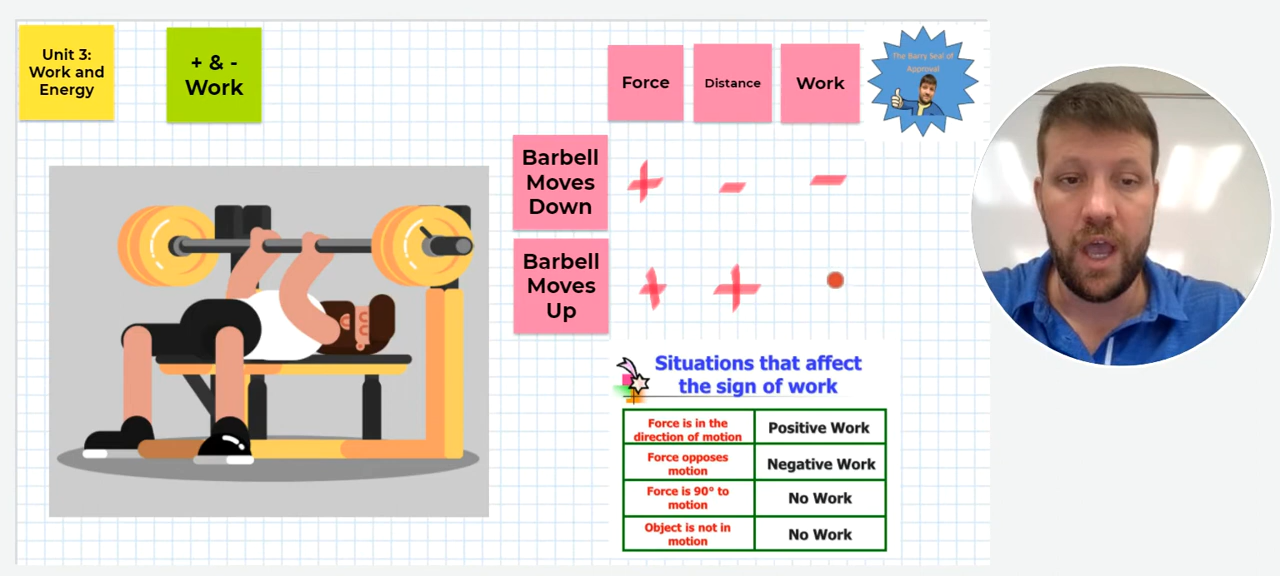 Unit 3:
Work and
Energy
+ & -
Work
Force
Distance
Work
The Barry Seal of
Approval
Barbell
Moves
Down
+ - -
Barbell
Moves
Up
+ +
Situations that affect
the sign of work
Force is in the
direction of motion
Positive Work
Force opposes
motion
Negative Work
Force is 90° to
motion
No Work
Object is not in
motion
No Work